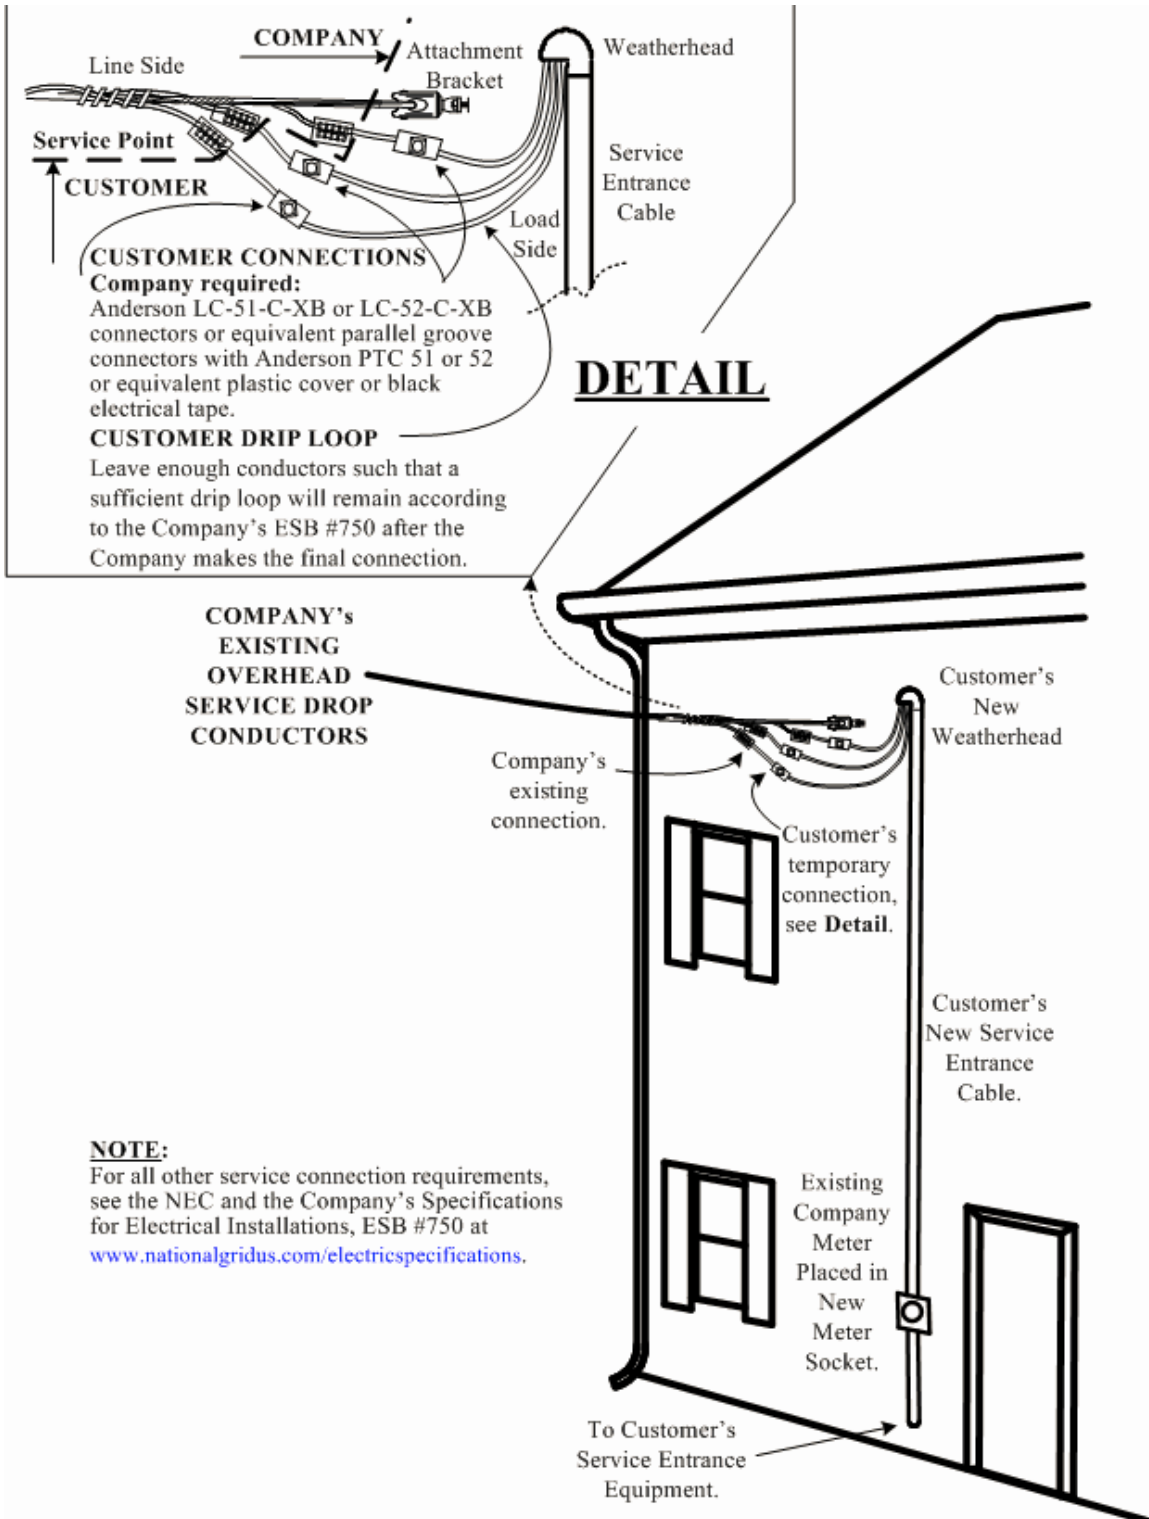 COMPANY
Line Side
Attachment
Bracket
Weatherhead
Service Point
CUSTOMER
Service
Entrance
Cable
Load
Side
CUSTOMER CONNECTIONS
Company required:
Anderson LC-51-C-XB or LC-52-C-XB
connectors or equivalent parallel groove
connectors with Anderson PTC 51 or 52
or equivalent plastic cover or black
electrical tape.
CUSTOMER DRIP LOOP
Leave enough conductors such that a
sufficient drip loop will remain according
to the Company's ESB #750 after the
Company makes the final connection.
DETAIL
COMPANY's
EXISTING
OVERHEAD
SERVICE DROP
CONDUCTORS
Customer's
New
Weatherhead
Company's
existing
connection.
Customer's
temporary
connection,
see Detail.
Customer's
New Service
Entrance
Cable.
NOTE:
For all other service connection requirements,
see the NEC and the Company's Specifications
for Electrical Installations, ESB #750 at
www.nationalgridus.com/electricspecifications.
Existing
Company
Meter
Placed in
New
Meter
Socket.
To Customer's
Service Entrance
Equipment.